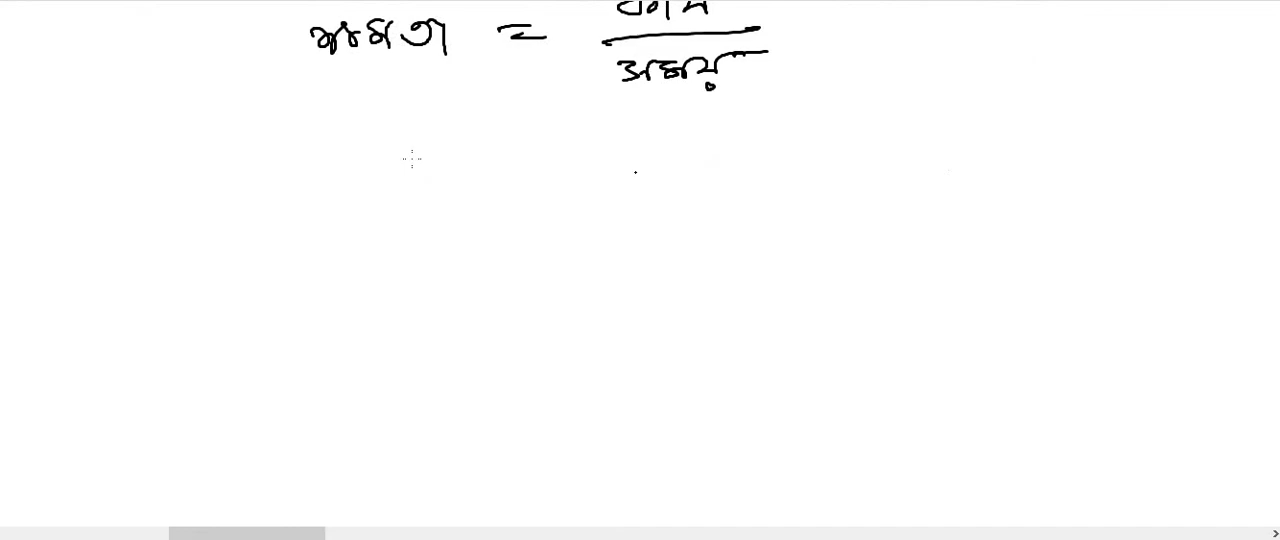 ক্ষমতা = কাজ
সময়